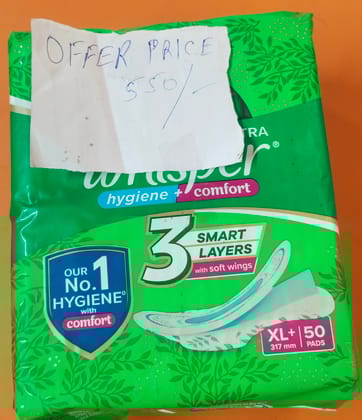 OFFER PRICE
550/-
TRA
whisper®
hygiene + comfort
3 SMART
LAYERS
with soft wings
OUR
No. 1
HYGIENE°
with
comfort
XL+ 50
317 mm PADS